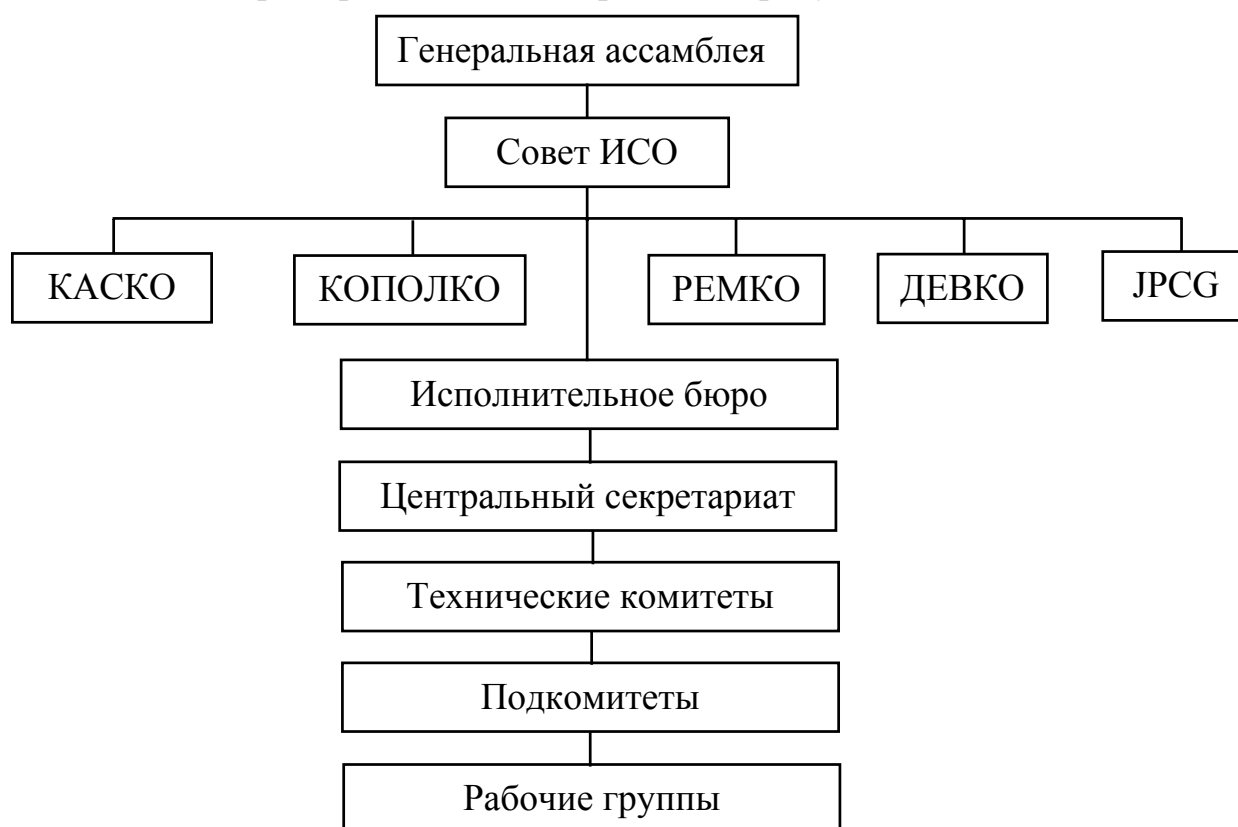 Генеральная ассамблея
Совет ИСО
КАСКО
КОПОЛКО
РЕМКО
ДЕВКО
JPCG
Исполнительное бюро
Центральный секретариат
Технические комитеты
Подкомитеты
Рабочие группы